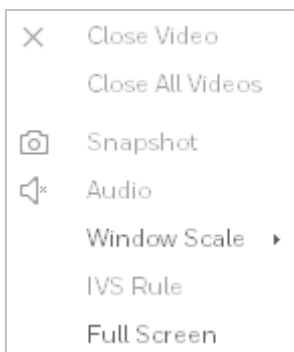 Close Video
Close All Videos
Snapshot
Audio
Window Scale
IVS Rule
Full Screen